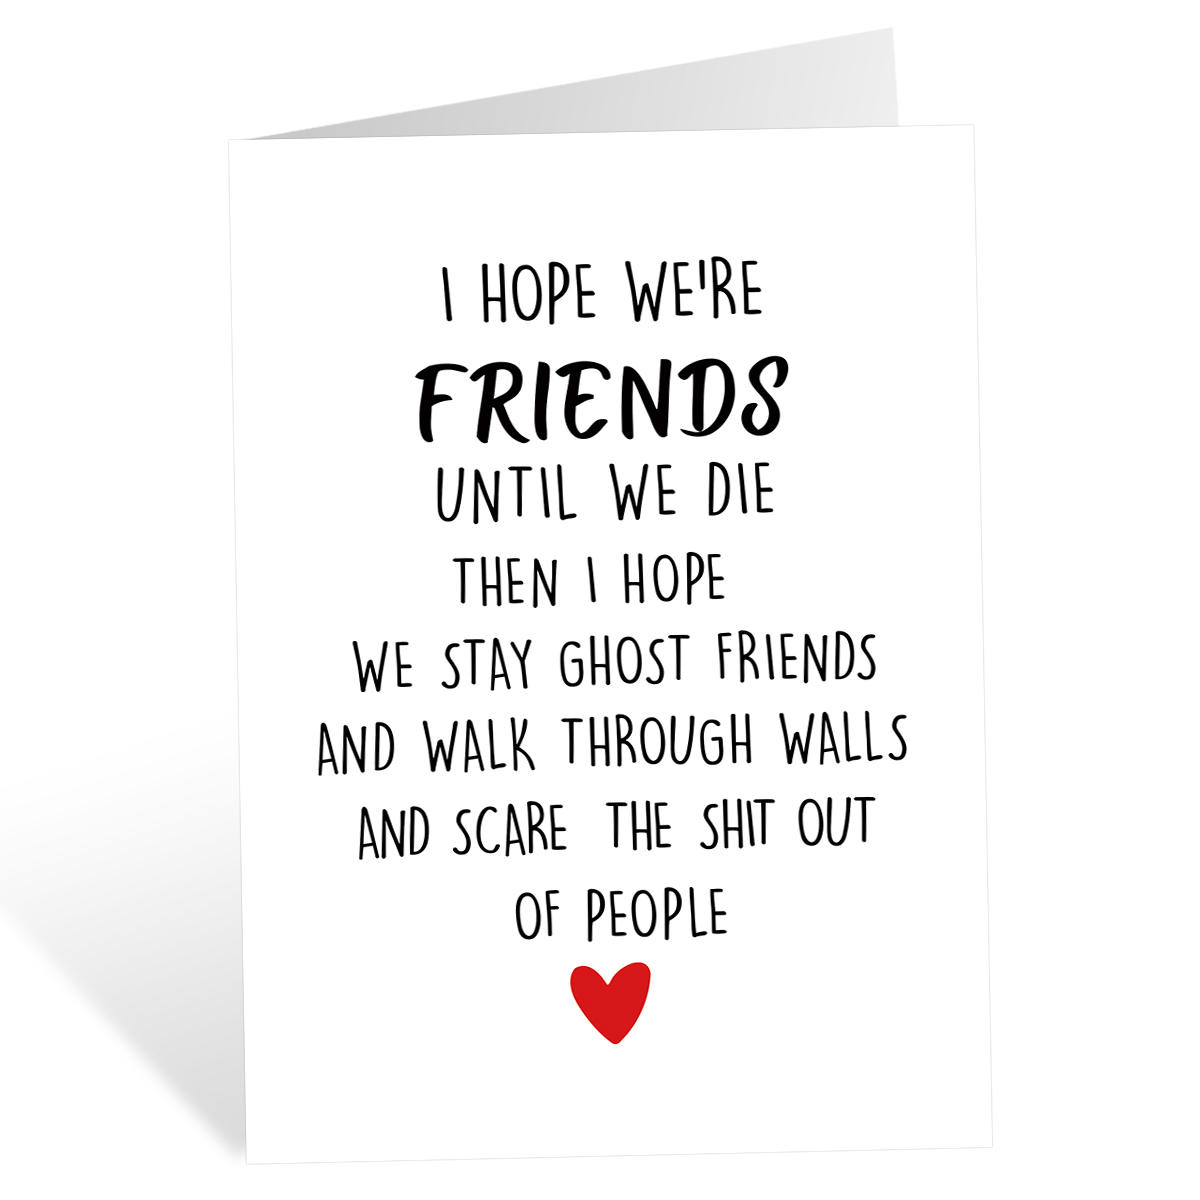 I HOPE WE'RE
FRIENDS
UNTIL WE DIE
THEN I HOPE
WE STAY GHOST FRIENDS
AND WALK THROUGH WALLS
AND SCARE THE SHIT OUT
OF PEOPLE